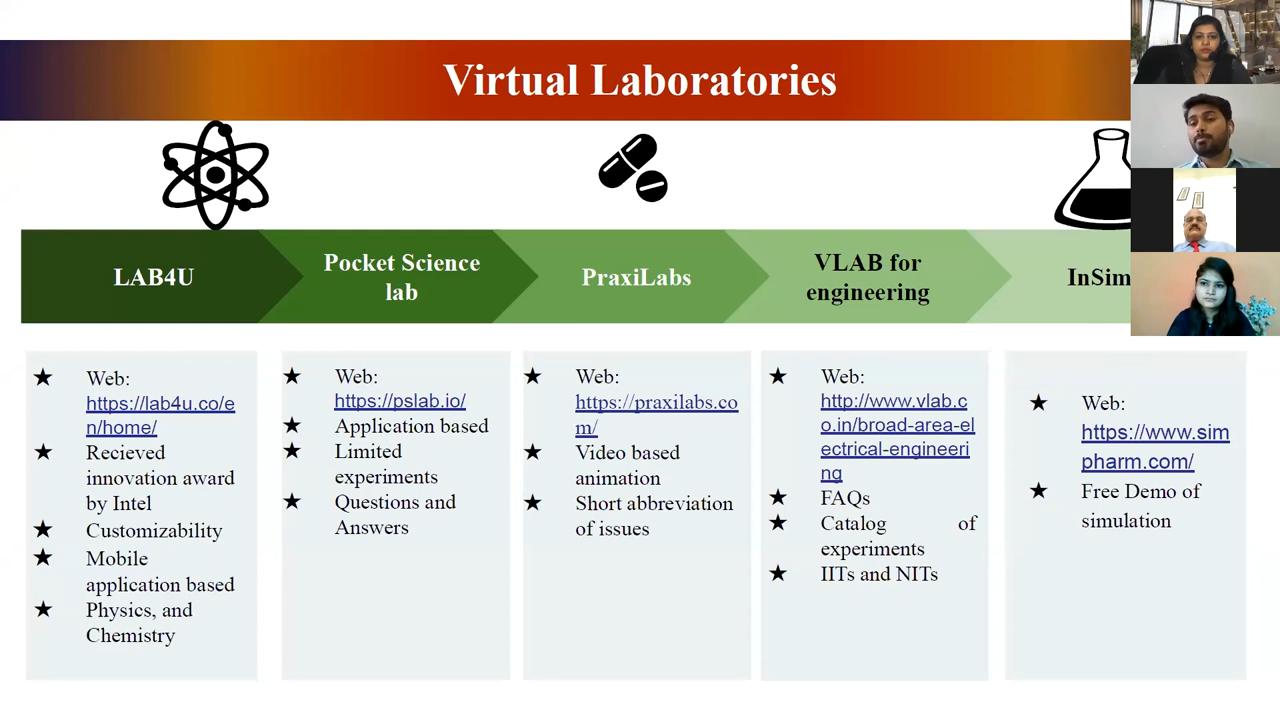 Virtual Laboratories
LAB4U
Pocket Science
lab
PraxiLabs
VLAB for
engineering
InSim
Web:
https://lab4u.co/e
n/home/
Recieved
innovation award
by Intel
Customizability
Mobile
application based
Physics, and
Chemistry
Web:
https://pslab.io/
Application based
Limited
experiments
Questions and
Answers
Web:
https://praxilabs.co
m/
Video based
animation
Short abbreviation
of issues
Web:
http://www.vlab.c
o.in/broad-area-el
ectrical-engineeri
ng
FAQs
Catalog of
experiments
IITs and NITs
Web:
https://www.sim
pharm.com/
Free Demo of
simulation